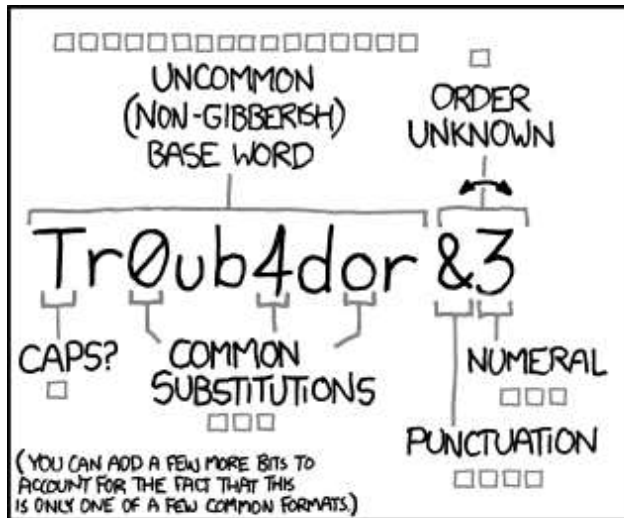 UNCOMMON
(NON-GIBBERISH)
BASE WORD
ORDER
UNKNOWN
Tr0ub4dor &3
CAPS?
COMMON
SUBSTITUTIONS
NUMERAL
PUNCTUATION
(YOU CAN ADD A FEW MORE BITS TO
ACCOUNT FOR THE FACT THAT THIS
IS ONLY ONE OF A FEW COMMON FORMATS.)